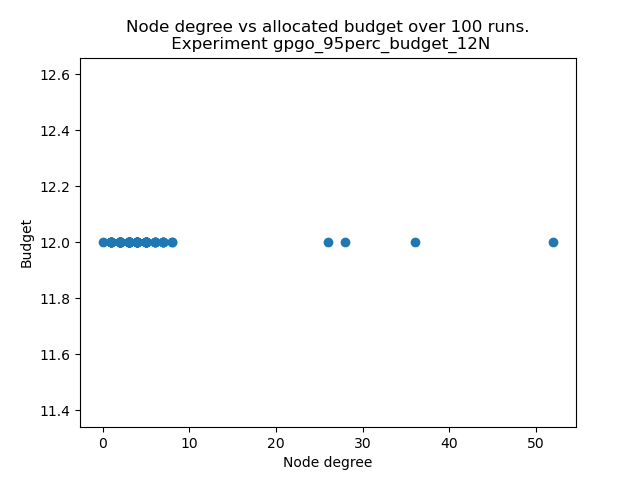 Node degree vs allocated budget over 100 runs.
Experiment gpgo_95perc_budget_12N
12.6
12.4
12.2
12.0
11.8
11.6
11.4
Budget
0 10 20 30 40 50
Node degree